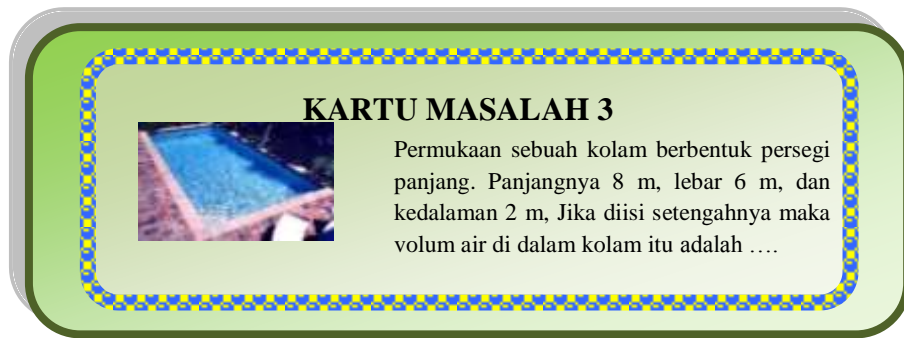 KARTU MASALAH 3
Permukaan sebuah kolam berbentuk persegi
panjang. Panjangnya 8 m, lebar 6 m, dan
kedalaman 2 m, Jika diisi setengahnya maka
volum air di dalam kolam itu adalah ….